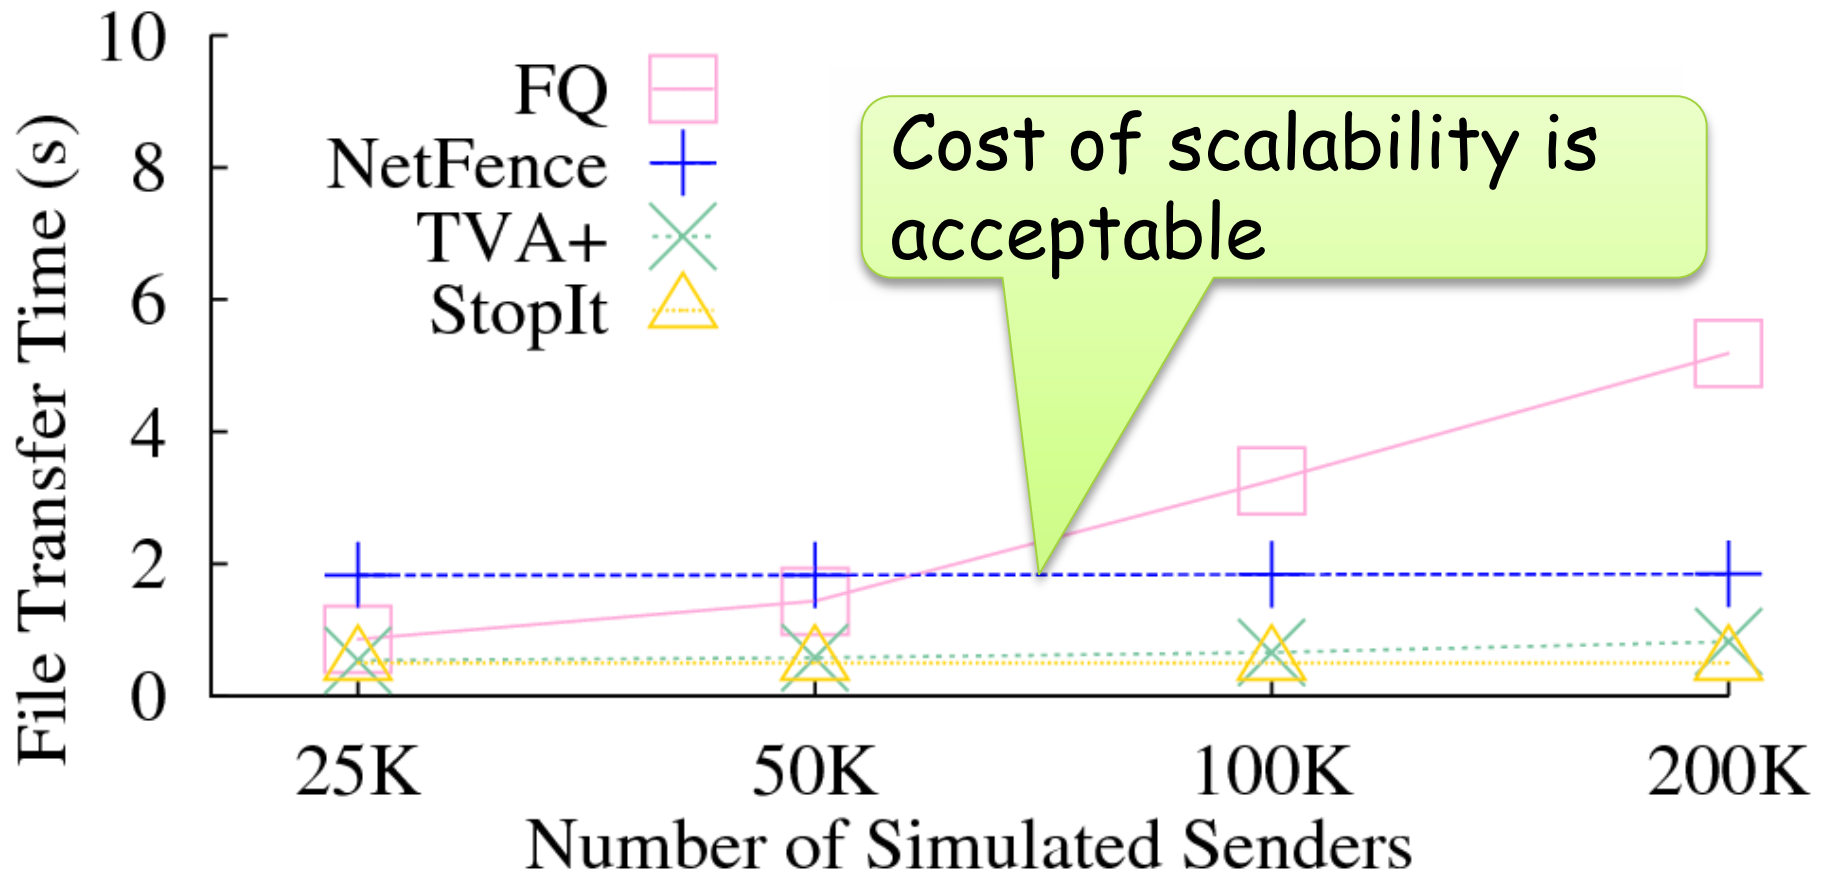 10
8
6
4
2
0
File Transfer Time (s)
FQ
NetFence
TVA+
StopIt
Cost of scalability is
acceptable
25K 50K 100K 200K
Number of Simulated Senders